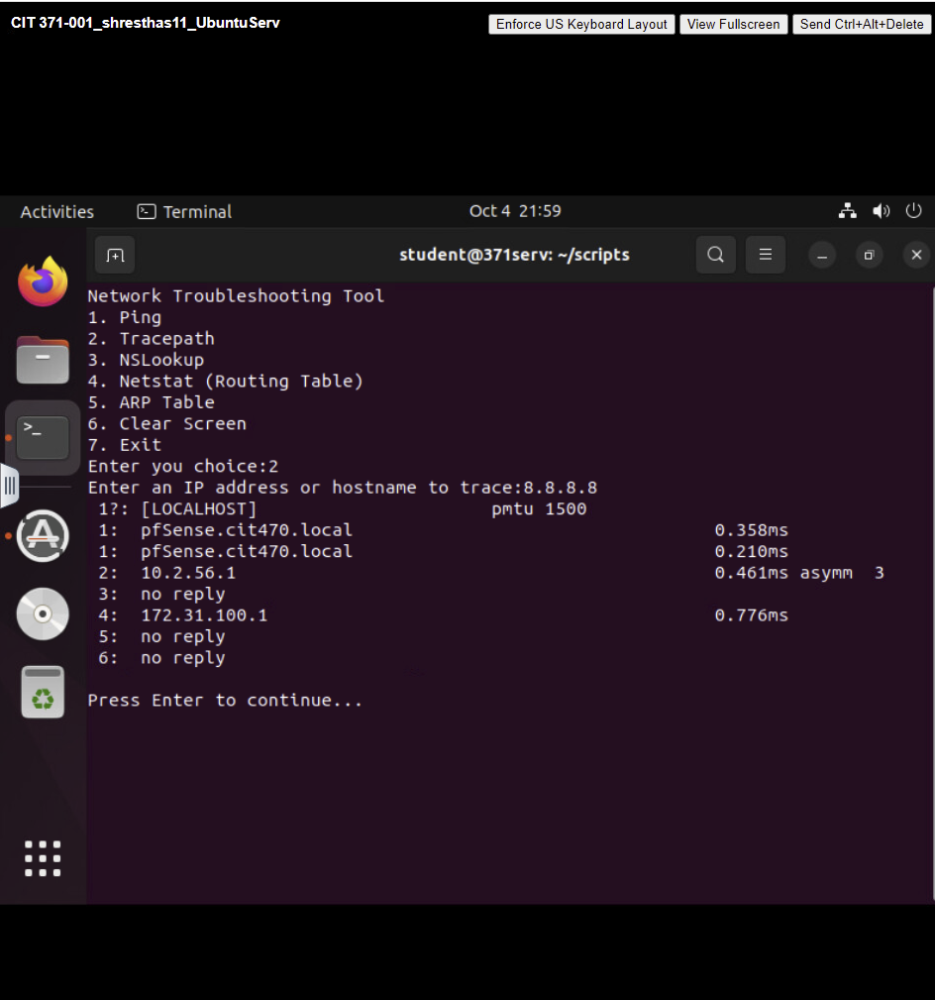 CIT 371-001_shresthas11_UbuntuServ
Enforce US Keyboard Layout View Fullscreen Send Ctrl+Alt+Delete
Activities Terminal Oct 4 21:59
student@371serv: ~/scripts
Network Troubleshooting Tool
1. Ping
2. Tracepath
3. NSLookup
4. Netstat (Routing Table)
5. ARP Table
6. Clear Screen
7. Exit
Enter you choice:2
Enter an IP address or hostname to trace:8.8.8.8
1?: [LOCALHOST] pmtu 1500
1: pfSense.cit470.local 0.358ms
1: pfSense.cit470.local 0.210ms
2: 10.2.56.1 0.461ms asymm 3
3: no reply
4: 172.31.100.1 0.776ms
5: no reply
6: no reply
Press Enter to continue...